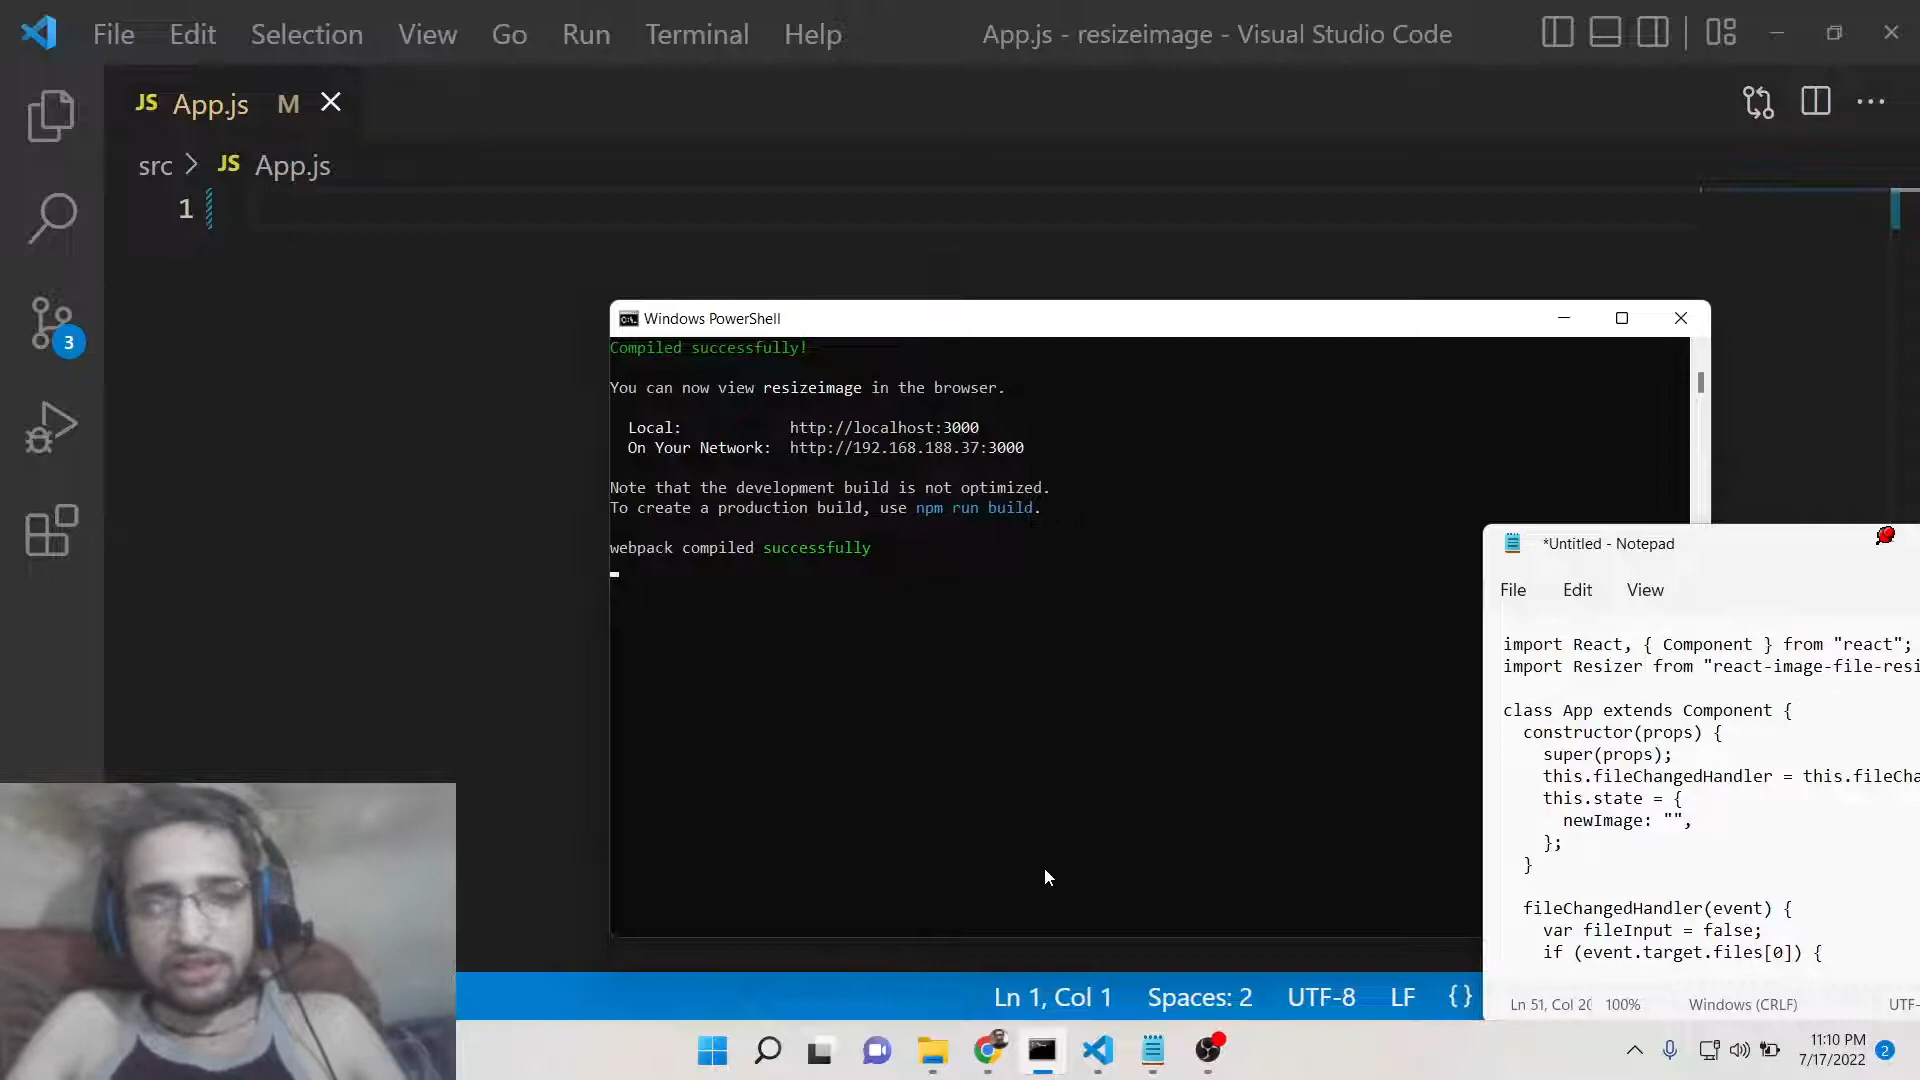 File Edit Selection View Go Run Terminal Help App.js - resizeimage - Visual Studio Code
JS App.js M
src > JS App.js
1
3
Windows PowerShell
Compiled successfully!
You can now view resizeimage in the browser.
Local: http://localhost:3000
On Your Network: http://192.168.188.37:3000
Note that the development build is not optimized.
To create a production build, use npm run build.
webpack compiled successfully
*Untitled - Notepad
File Edit View
import React, { Component } from "react";
import Resizer from "react-image-file-resi
class App extends Component {
constructor(props) {
super(props);
this.fileChangedHandler = this.fileCha
this.state = {
newImage: "",
};
}
fileChangedHandler(event) {
var fileInput = false;
if (event.target.files[0]) {
Ln 51, Col 20 100% Windows (CRLF) UTF-
Ln 1, Col 1 Spaces: 2 UTF-8 LF {}
11:10 PM
7/17/2022
2